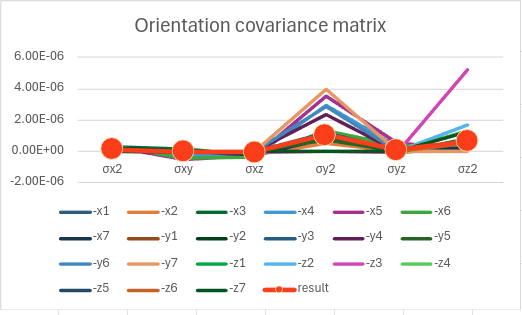 Orientation covariance matrix
6.00E-06
4.00E-06
2.00E-06
0.00E+00
-2.00E-06
σx2 σxy σxz σy2 σyz σz2
-x1 -x2 -x3 -x4 -x5 -x6
-x7 -y1 -y2 -y3 -y4 -y5
-y6 -y7 -z1 -z2 -z3 -z4
-z5 -z6 -z7 result